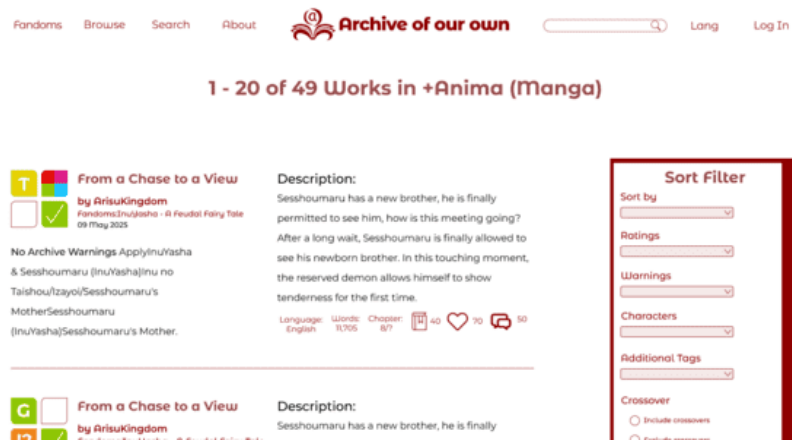 Fandoms Browse Search About Archive of our own Lang Log In
1 - 20 of 49 Works in +Anima (Manga)
T
From a Chase to a View
by ArisuKingdom
Fandoms:InuYasha - A Feudal Fairy Tale
09 May 2025
No Archive Warnings ApplyInuYasha
& Sesshoumaru (InuYasha)Inu no
Taishou/Izayoi/Sesshoumaru's
MotherSesshoumaru
(InuYasha)Sesshoumaru's Mother.
Description:
Sesshoumaru has a new brother, he is finally
permitted to see him, how is this meeting going?
After a long wait, Sesshoumaru is finally allowed to
see his newborn brother. In this touching moment,
the reserved demon allows himself to show
tenderness for the first time.
Language: Words: Chapter: 40 70 50
English 11,705 8/?
Sort Filter
Sort by
Ratings
Warnings
Characters
Additional Tags
Crossover
Include crossovers
Exclude crossovers
G
From a Chase to a View
by ArisuKingdom
Description:
Sesshoumaru has a new brother, he is finally